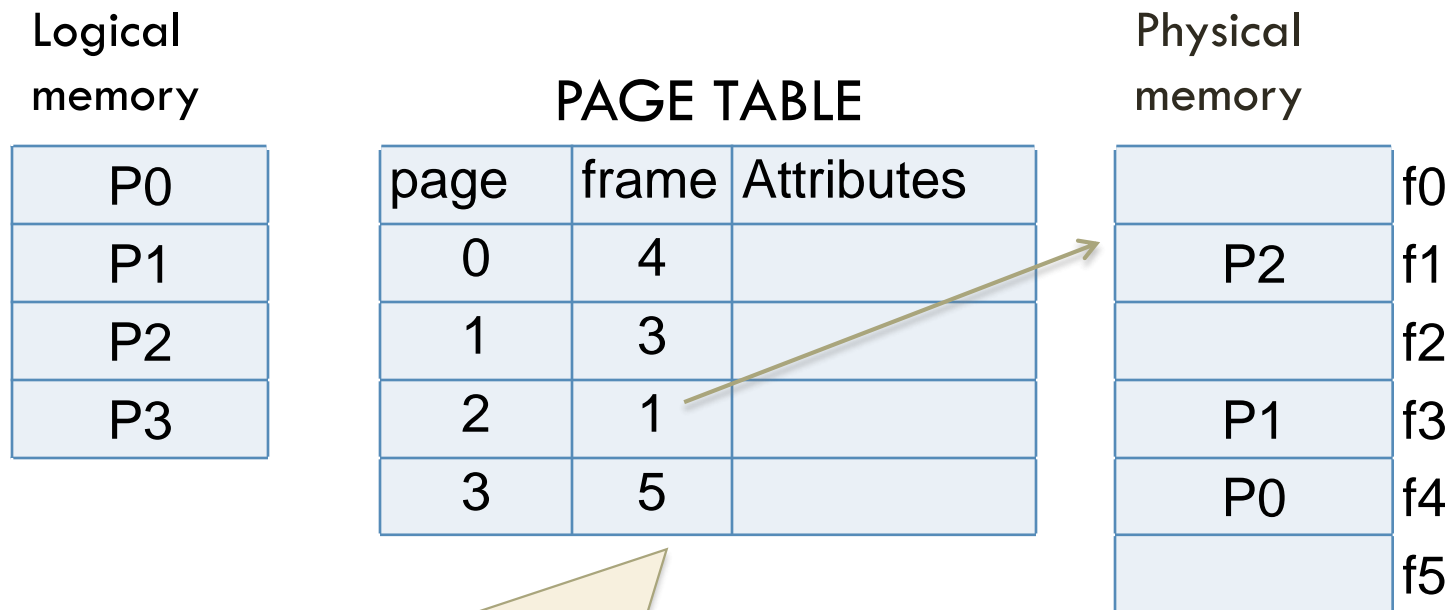 Logical
memory
PAGE TABLE
Physical
memory
P0
P1
P2
P3
page frame Attributes
0 4
1 3
2 1
3 5
f0
P2 f1
f2
P1 f3
P0 f4
f5